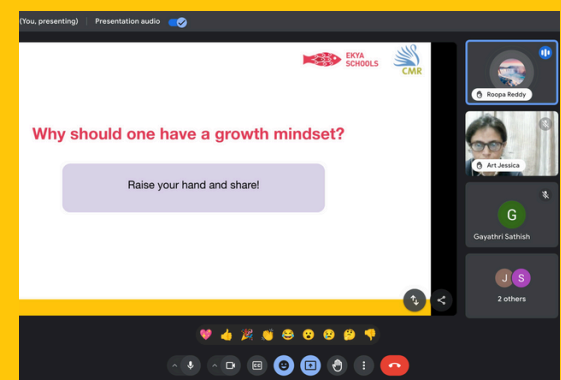 (You, presenting)
Presentation audio
EKYA
SCHOOLS
CMR
Why should one have a growth mindset?
Raise your hand and share!
Roopa Reddy
Art Jessica
G
Gayathri Sathish
J S
2 others
CC